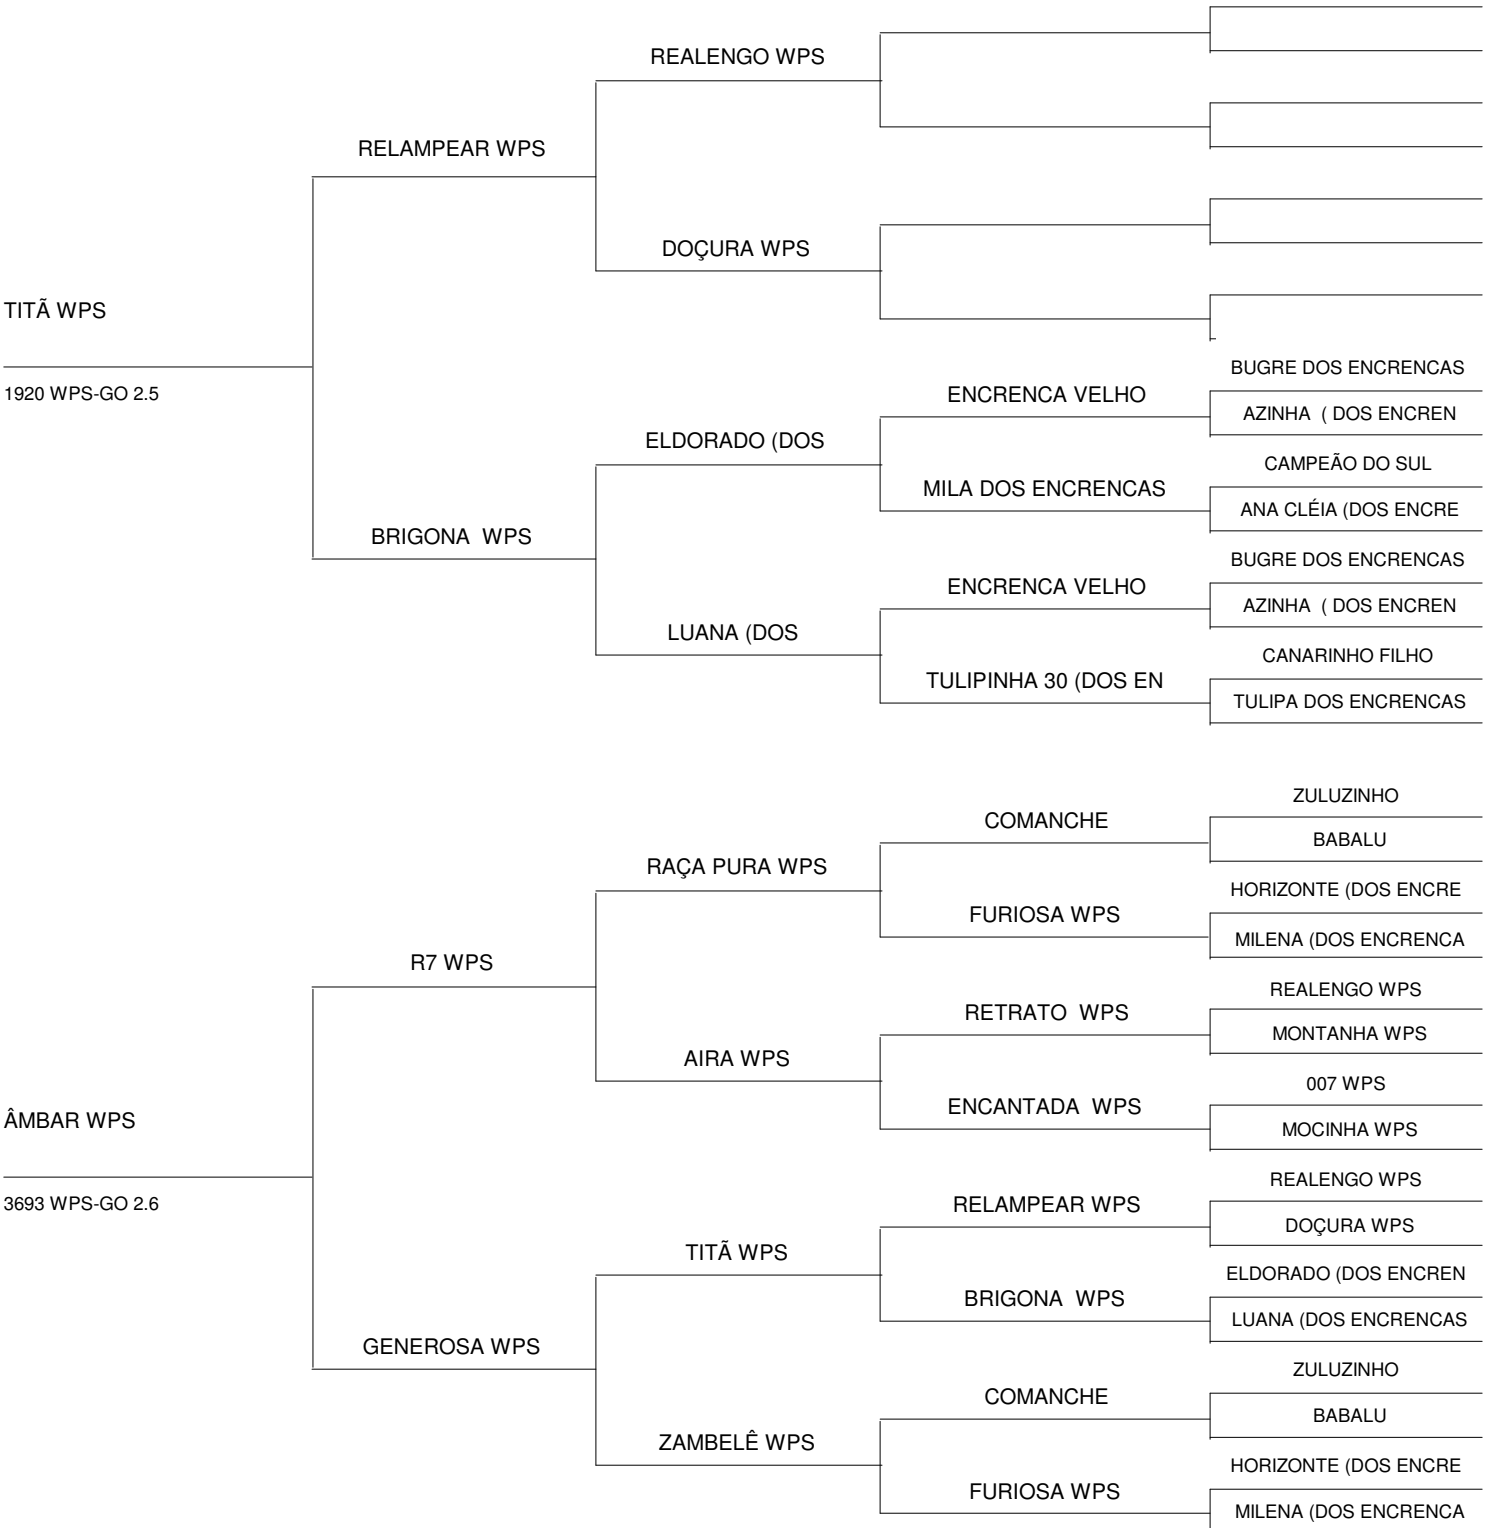 REALENGO WPS
RELAMPEAR WPS
DOÇURA WPS
TITÃ WPS
1920 WPS-GO 2.5
BUGRE DOS ENCRENCAS
ENCRENCA VELHO
AZINHA ( DOS ENCREN
ELDORADO (DOS
CAMPEÃO DO SUL
MILA DOS ENCRENCAS
ANA CLÉIA (DOS ENCRE
BRIGONA WPS
BUGRE DOS ENCRENCAS
ENCRENCA VELHO
AZINHA ( DOS ENCREN
LUANA (DOS
CANARINHO FILHO
TULIPINHA 30 (DOS EN
TULIPA DOS ENCRENCAS
ZULUZINHO
COMANCHE
BABALU
RAÇA PURA WPS
HORIZONTE (DOS ENCRE
FURIOSA WPS
MILENA (DOS ENCRENCA
R7 WPS
REALENGO WPS
RETRATO WPS
MONTANHA WPS
AIRA WPS
007 WPS
ENCANTADA WPS
MOCINHA WPS
ÂMBAR WPS
3693 WPS-GO 2.6
REALENGO WPS
RELAMPEAR WPS
DOÇURA WPS
TITÃ WPS
ELDORADO (DOS ENCREN
BRIGONA WPS
LUANA (DOS ENCRENCAS
GENEROSA WPS
ZULUZINHO
COMANCHE
BABALU
ZAMBELÊ WPS
HORIZONTE (DOS ENCRE
FURIOSA WPS
MILENA (DOS ENCRENCA